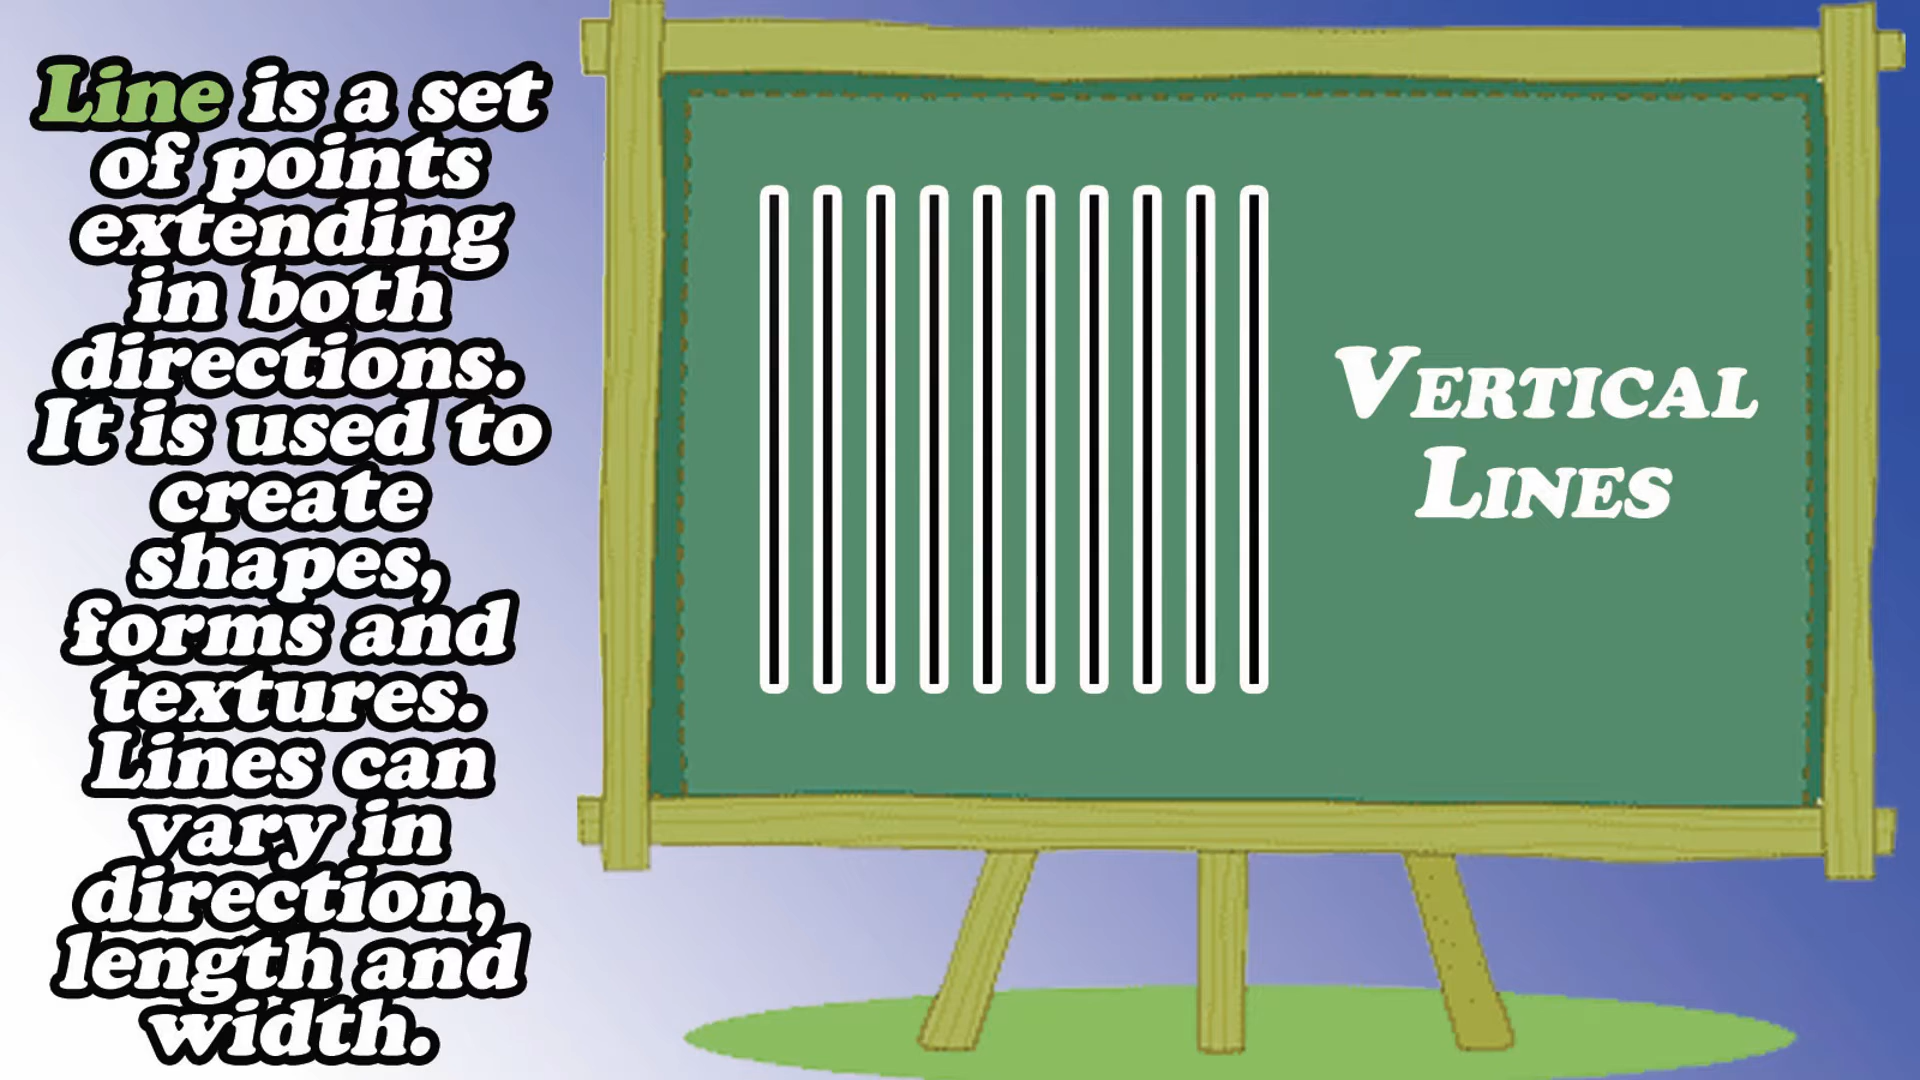 Line is a set
of points
extending
in both
directions.
It is used to
create
shapes,
forms and
textures.
Lines can
vary in
direction,
length and
width.
Vertical
Lines